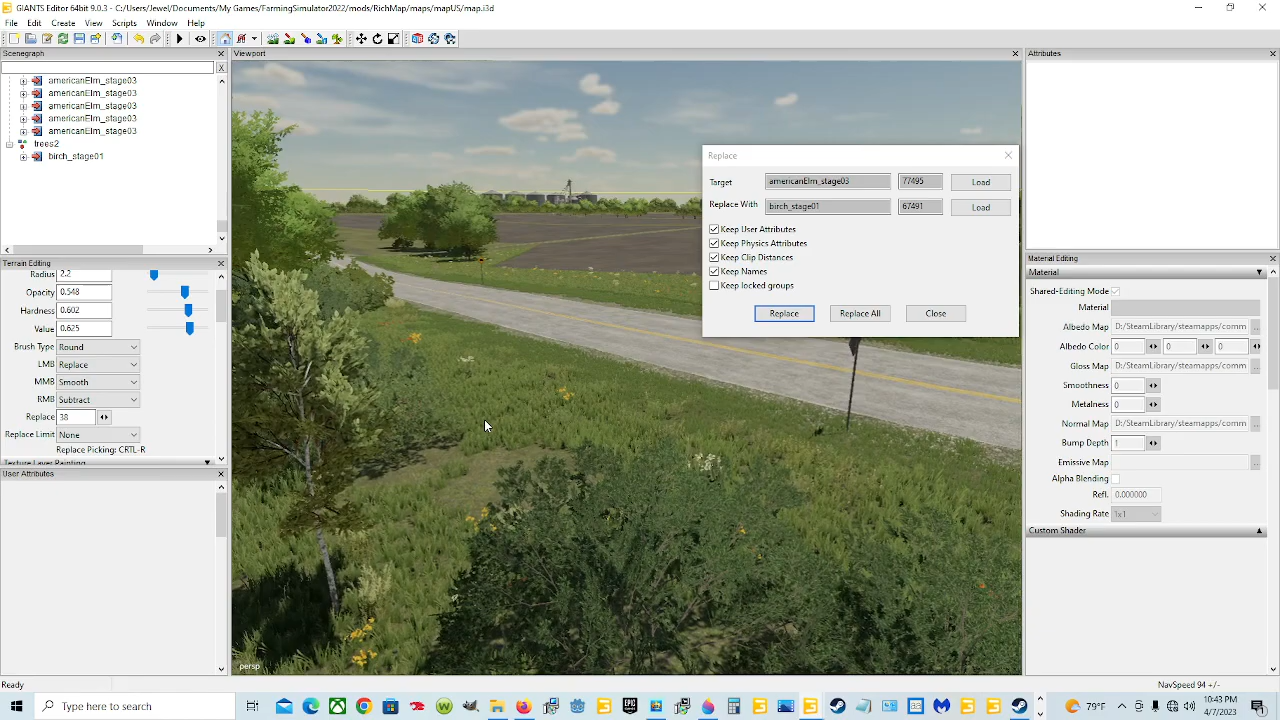 GIANTS Editor 64bit 9.0.3 - C:/Users/Jewel/Documents/My Games/FarmingSimulator2022/mods/RichMap/maps/mapUS/map.i3d
File Edit Create View Scripts Window Help
Scenegraph
Viewport
Attributes
X
americanElm_stage03
americanElm_stage03
americanElm_stage03
americanElm_stage03
americanElm_stage03
trees2
birch_stage01
Replace
Target americanElm_stage03 77495 Load
Replace With birch_stage01 67491 Load
Keep User Attributes
Keep Physics Attributes
Keep Clip Distances
Keep Names
Keep locked groups
Replace Replace All Close
Terrain Editing
Radius 2.2
Opacity 0.548
Hardness 0.602
Value 0.625
Brush Type Round
LMB Replace
MMB Smooth
RMB Subtract
Replace 38
Replace Limit None
Replace Picking: CRTL-R
Texture Layer Painting
User Attributes
Material Editing
Material
Shared-Editing Mode
Material
Albedo Map D:/SteamLibrary/steamapps/comm ...
Albedo Color 0 0 0
Gloss Map D:/SteamLibrary/steamapps/comm ...
Smoothness 0
Metalness 0
Normal Map D:/SteamLibrary/steamapps/comm ...
Bump Depth 1
Emissive Map ...
Alpha Blending
Refl. 0.000000
Shading Rate 1x1
Custom Shader
persp
Ready
NavSpeed 94 +/-
Type here to search
79°F
10:43 PM
4/7/2023